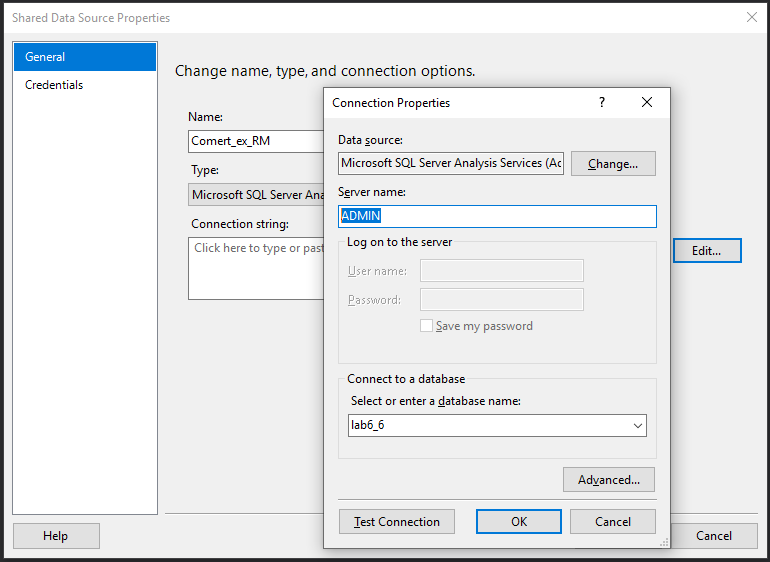 Shared Data Source Properties
General
Credentials
Change name, type, and connection options.
Name:
Comert_ex_RM
Type:
Microsoft SQL Server Ana
Connection string:
Click here to type or past
Edit...
Help
Cancel
Connection Properties
?
Data source:
Microsoft SQL Server Analysis Services (Ac
Change...
Server name:
ADMIN
Log on to the server
User name:
Password:
Save my password
Connect to a database
Select or enter a database name:
lab6_6
Advanced...
Test Connection
OK
Cancel